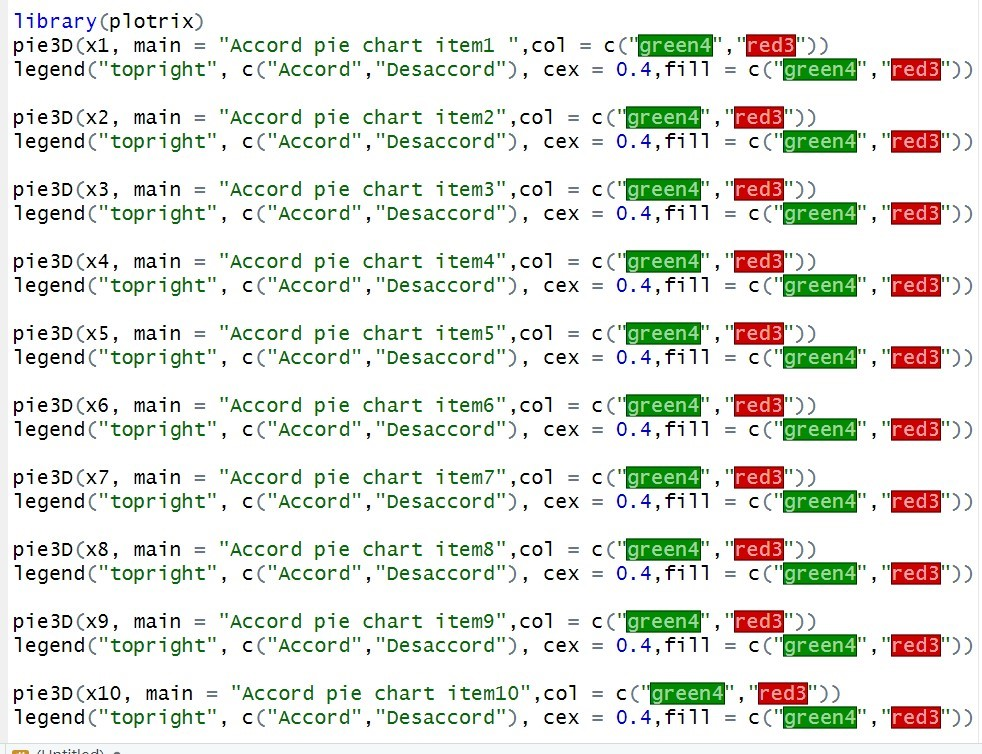 library(plotrix)
pie3D(x1, main = "Accord pie chart item1 ",col = c("green4","red3"))
legend("topright", c("Accord","Desaccord"), cex = 0.4,fill = c("green4","red3"))
pie3D(x2, main = "Accord pie chart item2",col = c("green4","red3"))
legend("topright", c("Accord","Desaccord"), cex = 0.4,fill = c("green4","red3"))
pie3D(x3, main = "Accord pie chart item3",col = c("green4","red3"))
legend("topright", c("Accord","Desaccord"), cex = 0.4,fill = c("green4","red3"))
pie3D(x4, main = "Accord pie chart item4",col = c("green4","red3"))
legend("topright", c("Accord","Desaccord"), cex = 0.4,fill = c("green4","red3"))
pie3D(x5, main = "Accord pie chart item5",col = c("green4","red3"))
legend("topright", c("Accord","Desaccord"), cex = 0.4,fill = c("green4","red3"))
pie3D(x6, main = "Accord pie chart item6",col = c("green4","red3"))
legend("topright", c("Accord","Desaccord"), cex = 0.4,fill = c("green4","red3"))
pie3D(x7, main = "Accord pie chart item7",col = c("green4","red3"))
legend("topright", c("Accord","Desaccord"), cex = 0.4,fill = c("green4","red3"))
pie3D(x8, main = "Accord pie chart item8",col = c("green4","red3"))
legend("topright", c("Accord","Desaccord"), cex = 0.4,fill = c("green4","red3"))
pie3D(x9, main = "Accord pie chart item9",col = c("green4","red3"))
legend("topright", c("Accord","Desaccord"), cex = 0.4,fill = c("green4","red3"))
pie3D(x10, main = "Accord pie chart item10",col = c("green4","red3"))
legend("topright", c("Accord","Desaccord"), cex = 0.4,fill = c("green4","red3"))
(Untitled)